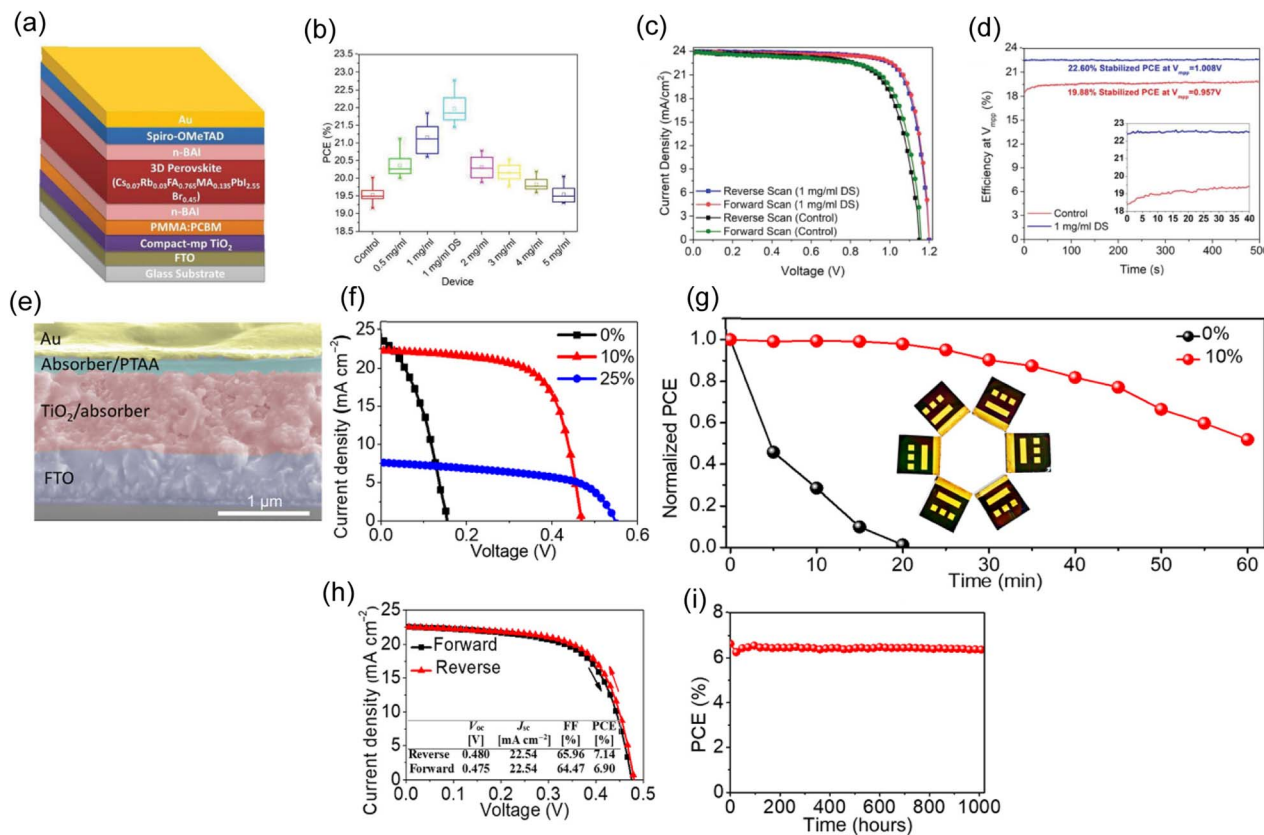 (a)
Au
Spiro-OMeTAD
n-BAI
3D Perovskite
(Cs0.07Rb0.03FA0.765MA0.135PbI2.55
Br0.45)
n-BAI
PMMA:PCBM
Compact-mp TiO2
FTO
Glass Substrate
(b)
PCE (%)
23.5
23.0
22.5
22.0
21.5
21.0
20.5
20.0
19.5
19.0
18.5
Control
0.5 mg/ml
1 mg/ml
1 mg/ml DS
2 mg/ml
3 mg/ml
4 mg/ml
5 mg/ml
Device
(c)
Current Density (mA/cm²)
24
21
18
15
12
9
6
3
0
Reverse Scan (1 mg/ml DS)
Forward Scan (1 mg/ml DS)
Reverse Scan (Control)
Forward Scan (Control)
0.0 0.2 0.4 0.6 0.8 1.0 1.2
Voltage (V)
(d)
Efficiency at Vmpp (%)
24
22
20
18
16
14
12
10
8
6
4
2
0
22.60% Stabilized PCE at Vmpp=1.008V
19.88% Stabilized PCE at Vmpp=0.957V
23
22
21
20
19
18
0 5 10 15 20 25 30 35 40
Control
1 mg/ml DS
0 100 200 300 400 500
Time (s)
(e)
Au
Absorber/PTAA
TiO2/absorber
FTO
1 µm
(f)
Current density (mA cm⁻²)
25
20
15
10
5
0
0%
10%
25%
0.0 0.2 0.4 0.6
Voltage (V)
(g)
Normalized PCE
1.0
0.8
0.6
0.4
0.2
0.0
0%
10%
0 10 20 30 40 50 60
Time (min)
(h)
Current density (mA cm⁻²)
25
20
15
10
5
0
Forward
Reverse
Voc Jsc FF PCE
[V] [mA cm⁻²] [%] [%]
Reverse 0.480 22.54 65.96 7.14
Forward 0.475 22.54 64.47 6.90
0.0 0.1 0.2 0.3 0.4 0.5
Voltage (V)
(i)
PCE (%)
8
6
4
2
0
0 200 400 600 800 1000
Time (hours)